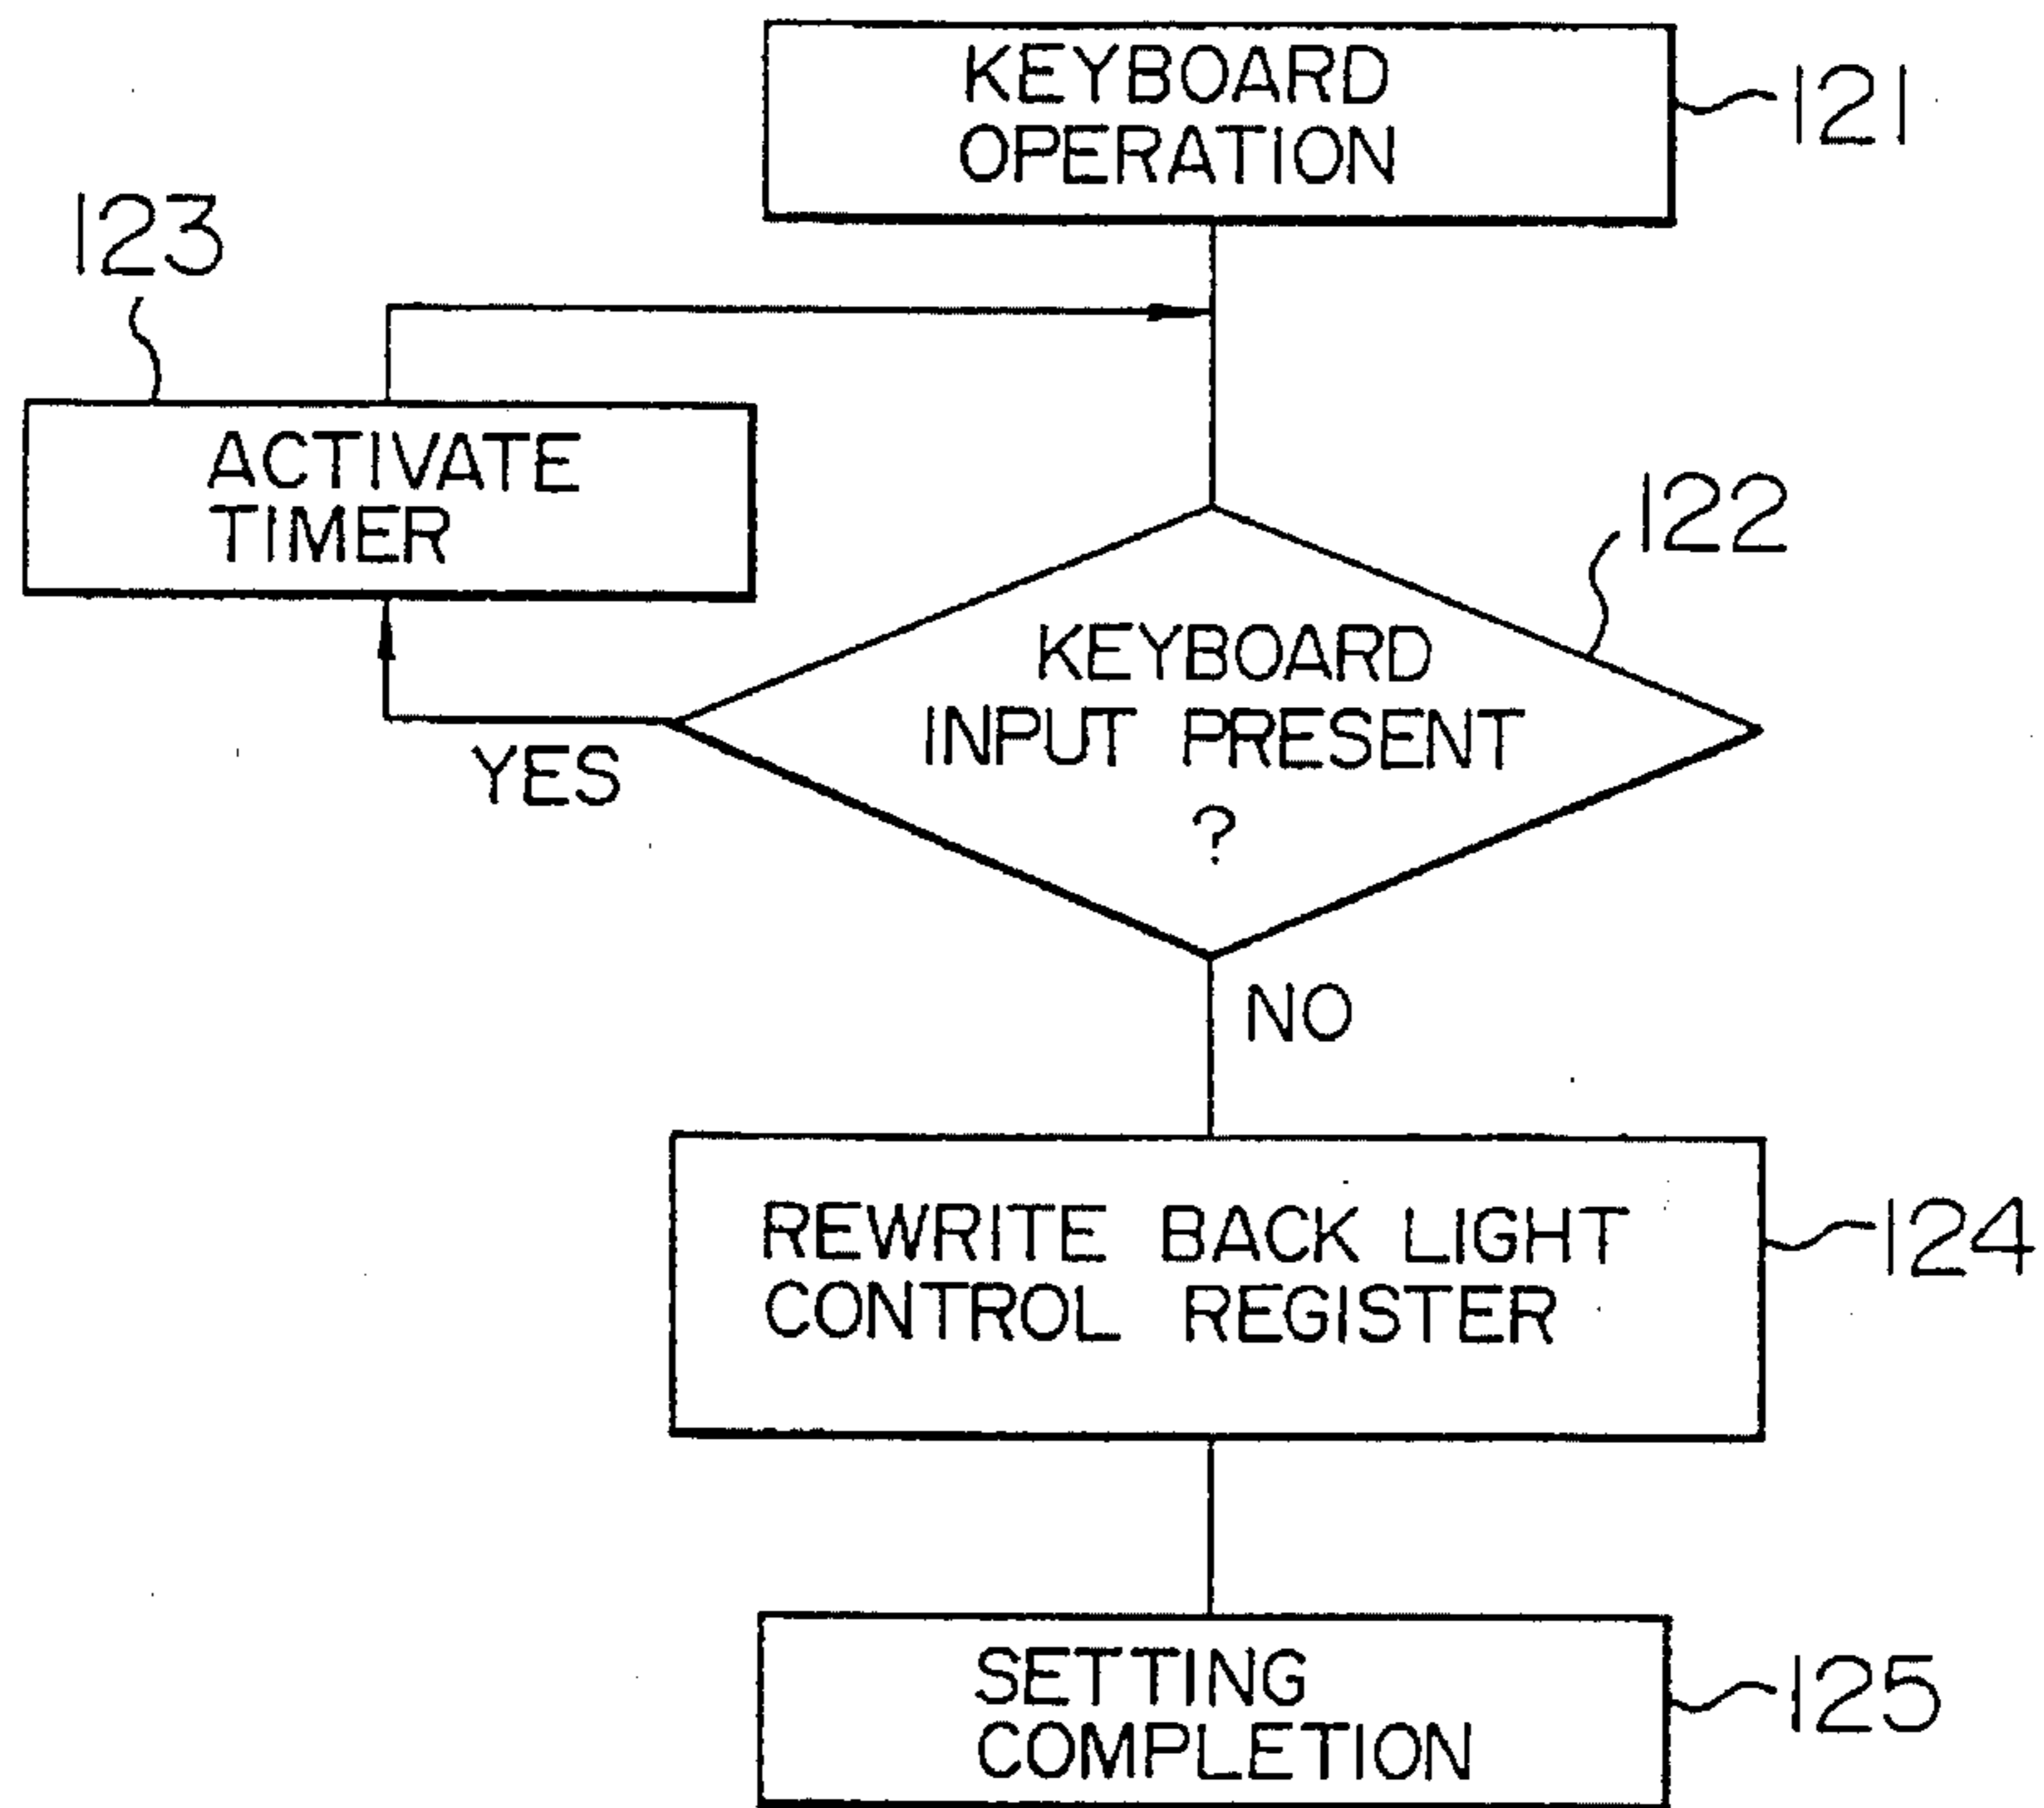 KEYBOARD
OPERATION
121
123
ACTIVATE
TIMER
122
KEYBOARD
INPUT PRESENT
?
YES
NO
REWRITE BACK LIGHT
CONTROL REGISTER
124
SETTING
COMPLETION
125